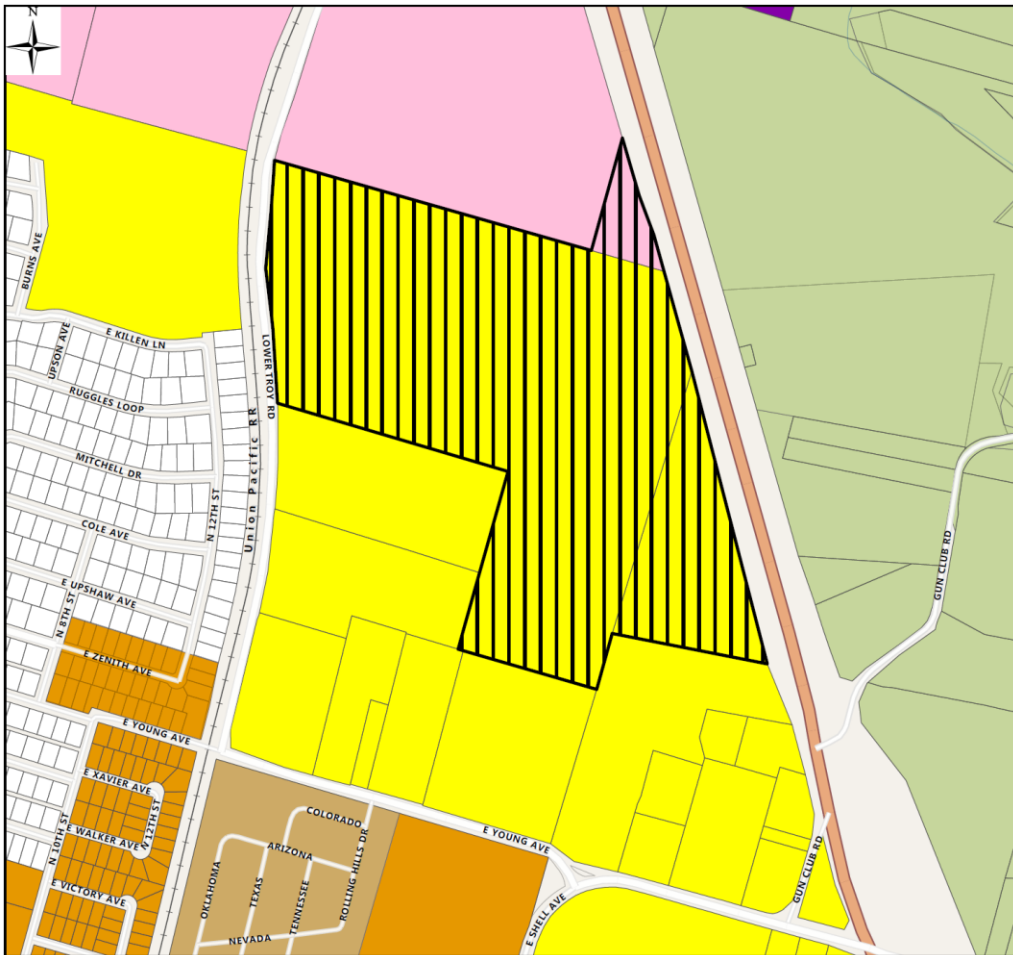 N
BURNS AVE
E KILLEN LN
UPSON AVE
RUGGLES LOOP
LOWER TROY RD
MITCHELL DR
Union Pacific RR
N 12TH ST
COLE AVE
GUN CLUB RD
E UPSHAW AVE
N 8TH ST
E ZENITH AVE
E YOUNG AVE
E XAVIER AVE
N 12TH ST
COLORADO
E YOUNG AVE
N 10TH ST
E WALKER AVE
ARIZONA
ROLLING HILLS DR
GUN CLUB RD
OKLAHOMA
TEXAS
TENNESSEE
E VICTORY AVE
E SHELL AVE
NEVADA